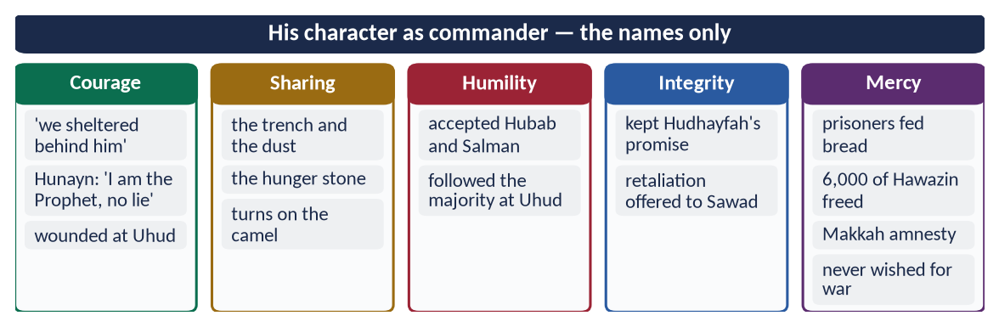 His character as commander — the names only
Courage
'we sheltered
behind him'
Hunayn: 'I am the
Prophet, no lie'
wounded at Uhud
Sharing
the trench and
the dust
the hunger stone
turns on the
camel
Humility
accepted Hubab
and Salman
followed the
majority at Uhud
Integrity
kept Hudhayfah's
promise
retaliation
offered to Sawad
Mercy
prisoners fed
bread
6,000 of Hawazin
freed
Makkah amnesty
never wished for
war